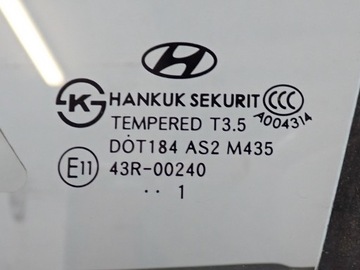 HANKUK SEKURIT CCC
A004314
TEMPERED T3.5
DOT184 AS2 M435
E11 43R-00240
·· 1